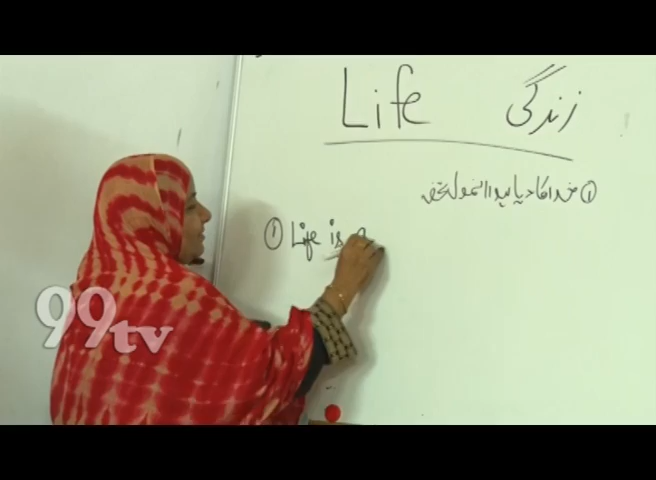 Life زندگی
① خدا کا دیا ہوا انمول تحفہ
① Life is a
99tv